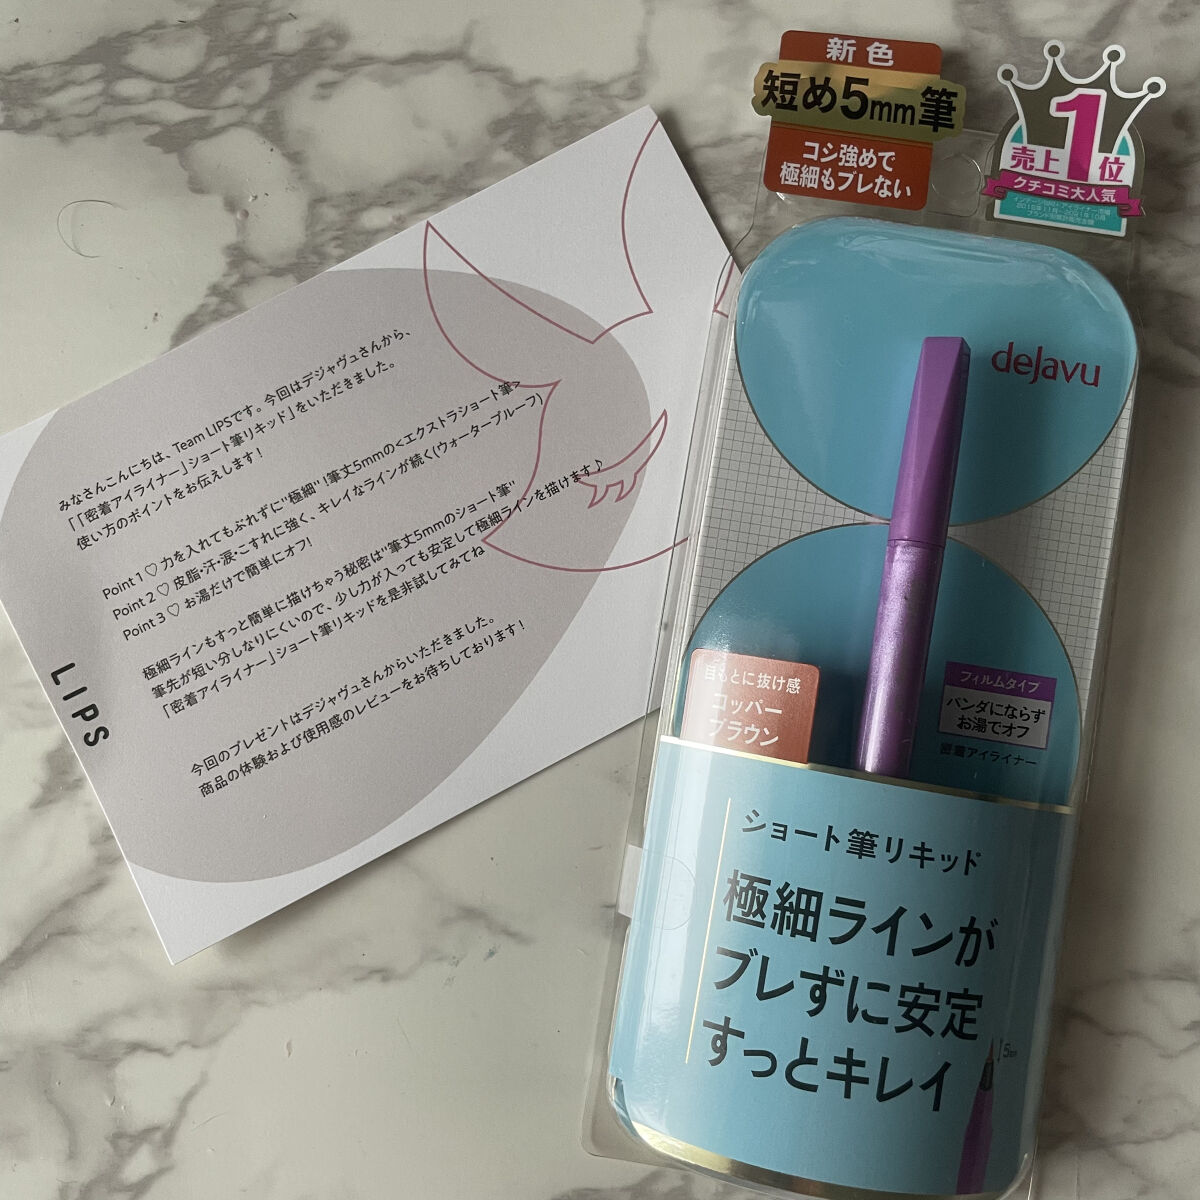 みなさんこんにちは、Team LIPSです。今回はデジャヴュさんから、
「「密着アイライナー」ショート筆リキッド」をいただきました。
使い方のポイントをお伝えします!
Point 1 ♡ 力を入れてもぶれずに"極細"!筆丈5mmの<エクストラショート筆>
Point 2 ♡ 皮脂・汗・涙・こすれに強く、キレイなラインが続く(ウォータープルーフ)
Point 3 ♡ お湯だけで簡単にオフ!
極細ラインもすっと簡単に描けちゃう秘密は"筆丈5mmのショート筆"
筆先が短い分しなりにくいので、少し力が入っても安定して極細ラインを描けます♪
「密着アイライナー」ショート筆リキッドを是非試してみてね
今回のプレゼントはデジャヴュさんからいただきました。
商品の体験および使用感のレビューをお待ちしております!
LIPS
新色
短め5mm筆
コシ強めで
極細もブレない
売上1位
クチコミ大人気
dejavu
目もとに抜け感
コッパー
ブラウン
フィルムタイプ
パンダにならず
お湯でオフ
密着アイライナー
ショート筆リキッド
極細ラインが
ブレずに安定
すっとキレイ
5mm